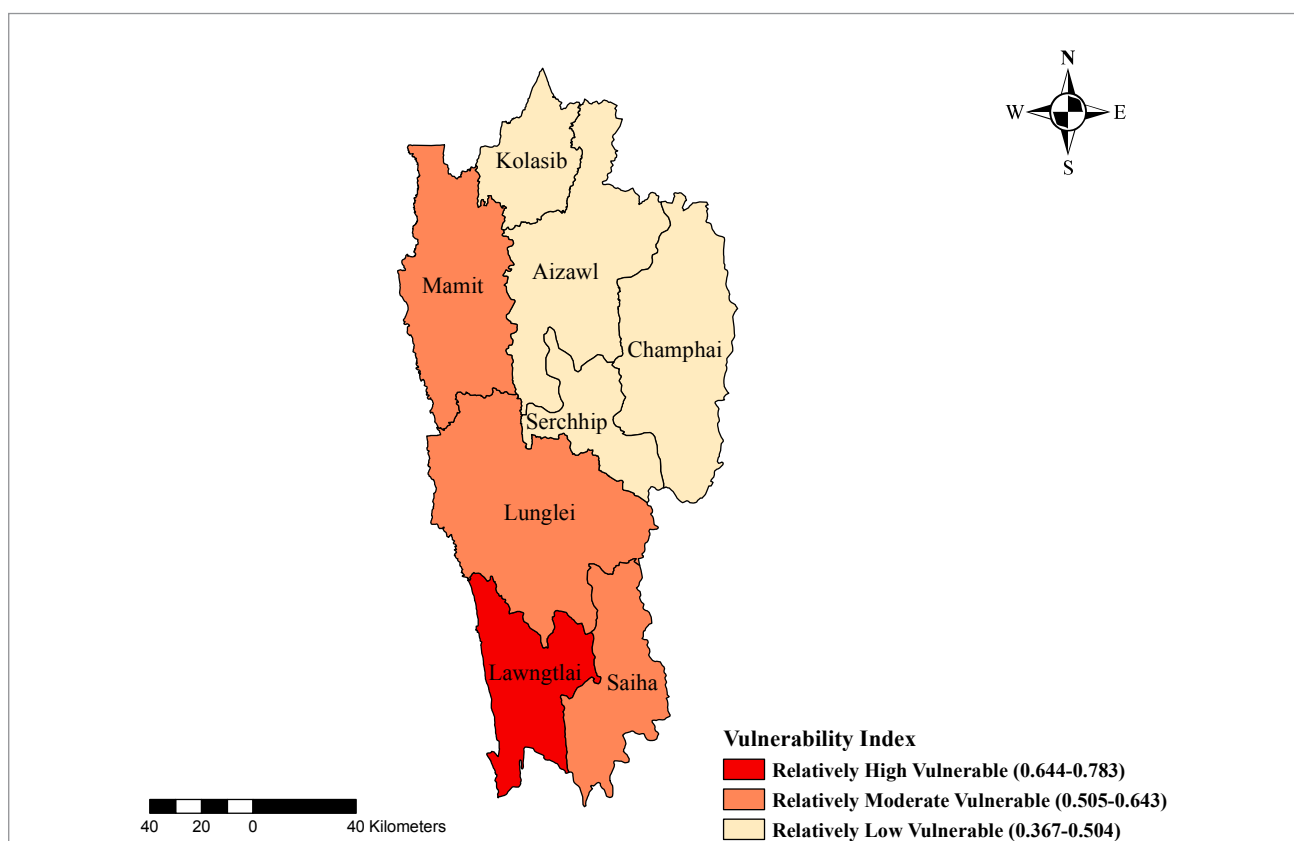 N
W E
S
Kolasib
Aizawl
Mamit
Champhai
Serchhip
Lunglei
Lawngtlai
Saiha
Vulnerability Index
Relatively High Vulnerable (0.644-0.783)
Relatively Moderate Vulnerable (0.505-0.643)
Relatively Low Vulnerable (0.367-0.504)
40 20 0 40 Kilometers